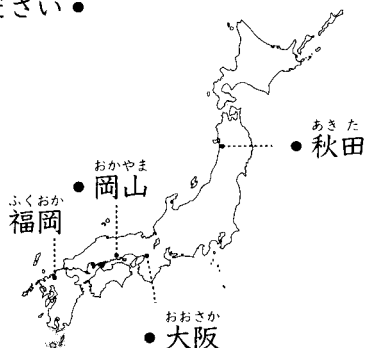 さい ●
あきた
● 秋田
おかやま
● 岡山
ふくおか
福岡
おおさか
● 大阪